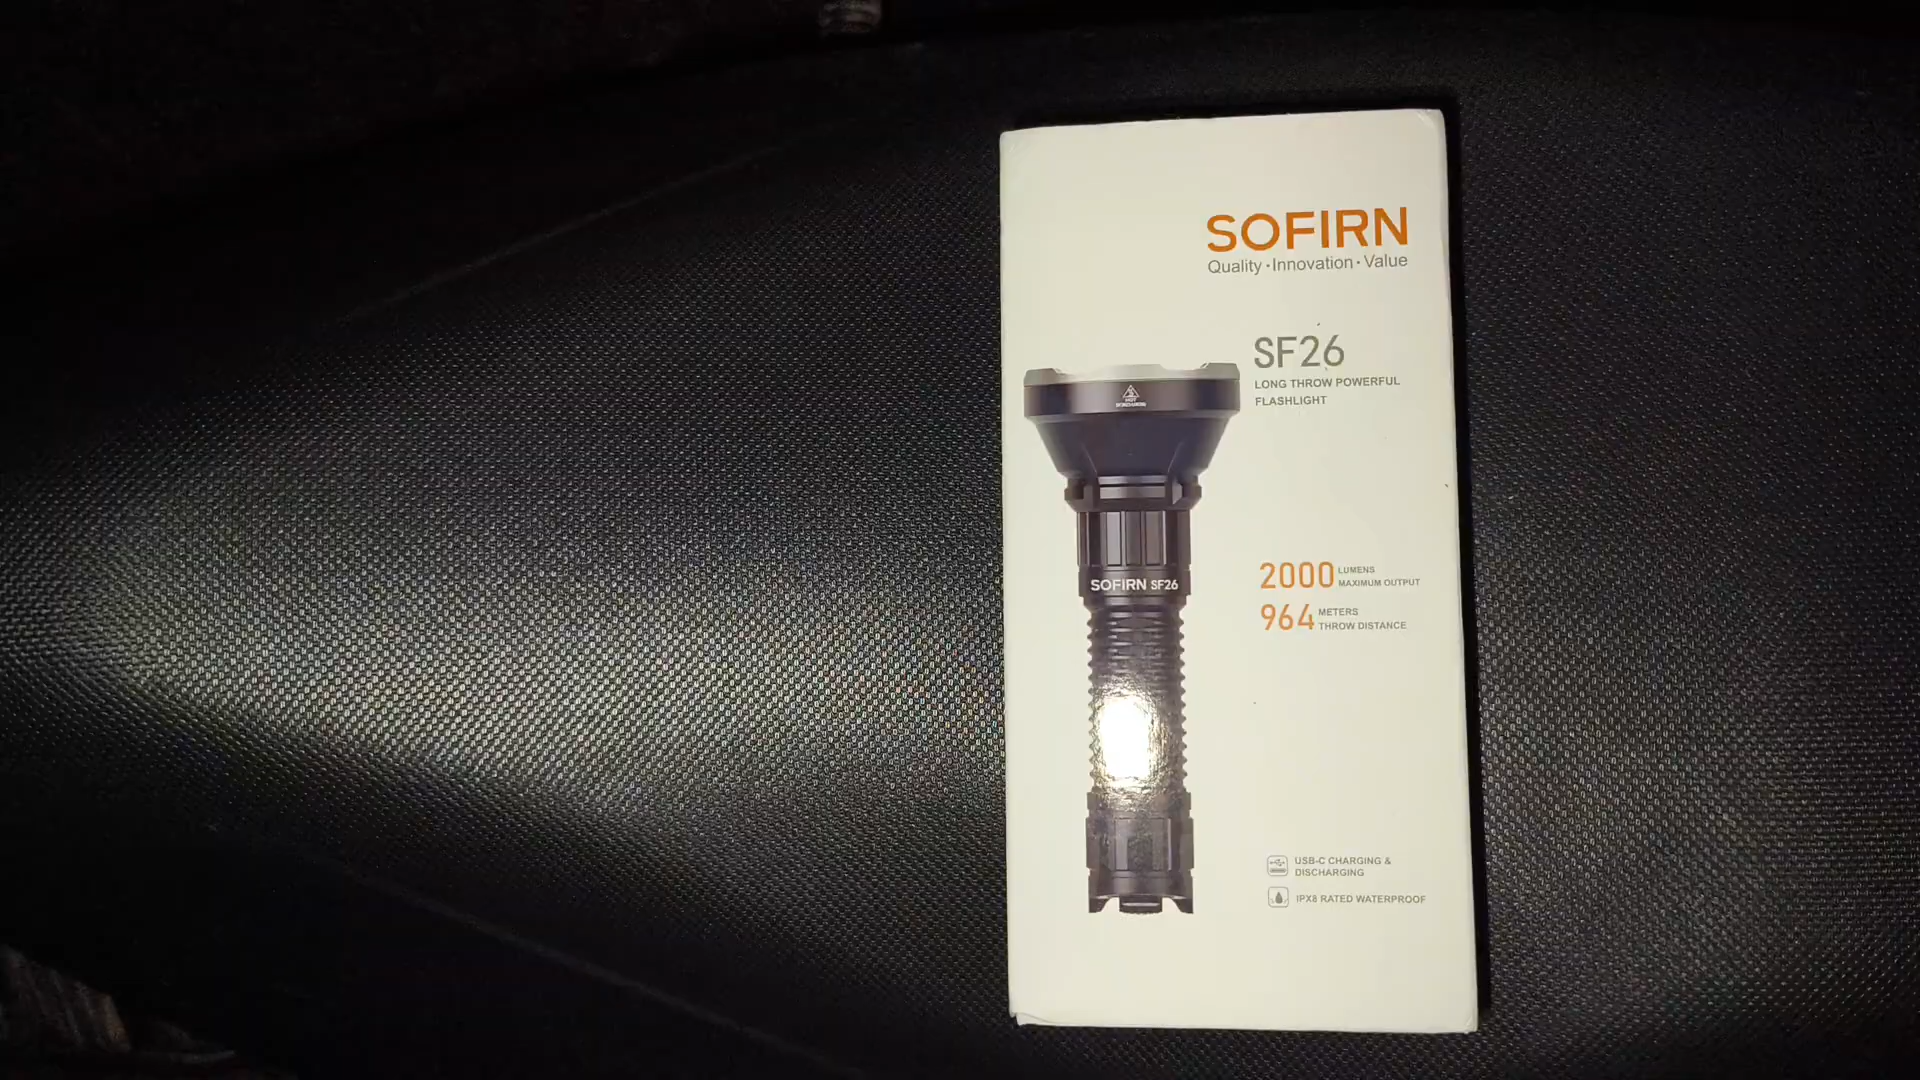 SOFIRN
Quality · Innovation · Value
SF26
LONG THROW POWERFUL
FLASHLIGHT
HOT
SOFIRN SF26
2000 LUMENS
MAXIMUM OUTPUT
964 METERS
THROW DISTANCE
USB-C CHARGING &
DISCHARGING
IPX8 RATED WATERPROOF